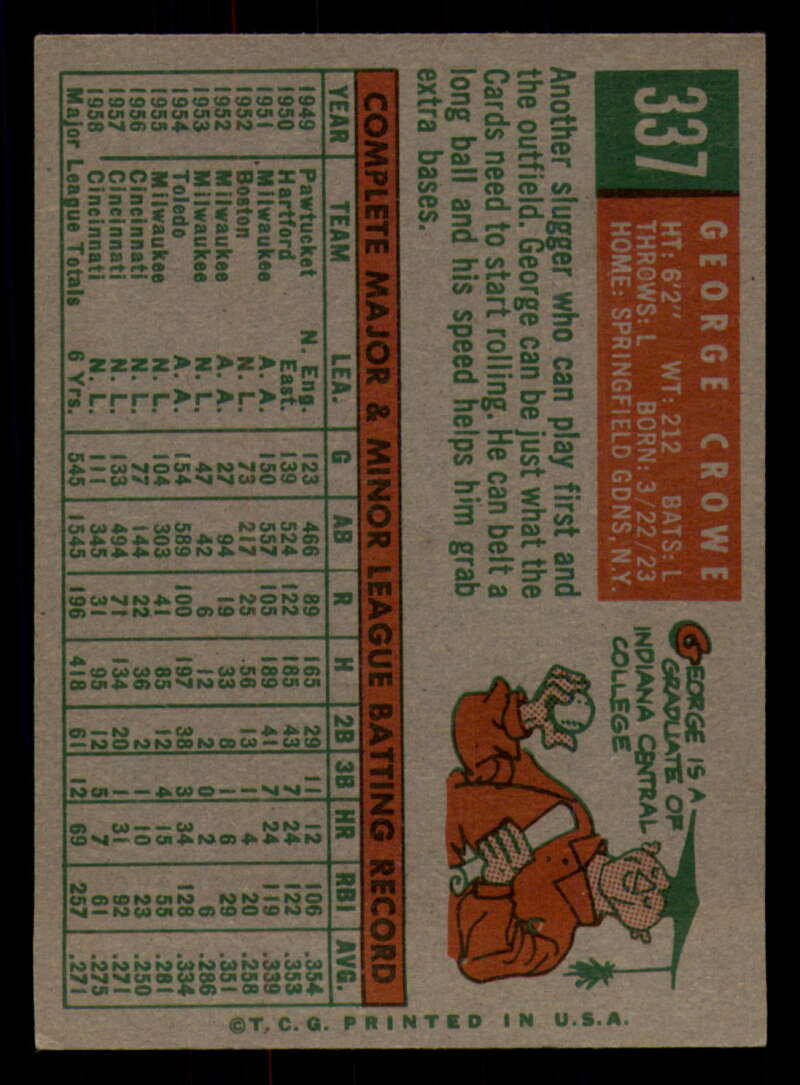 337
GEORGE CROWE
HT: 6'2" WT: 212 BATS: L
THROWS: L BORN: 3/22/23
HOME: SPRINGFIELD GDNS, N.Y.
Another slugger who can play first and
the outfield. George can be just what the
Cards need to start rolling. He can belt a
long ball and his speed helps him grab
extra bases.
GEORGE IS A
GRADUATE OF
INDIANA CENTRAL
COLLEGE
COMPLETE MAJOR & MINOR LEAGUE BATTING RECORD
YEAR TEAM LEA. G AB R H 2B 3B HR RBI AVG.
1949 Pawtucket N. Eng. 123 466 89 165 29 11 12 106 .354
1950 Hartford East. 139 524 122 185 43 7 24 122 .353
1951 Milwaukee A. A. 150 557 105 189 41 7 24 119 .339
1952 Boston N. L. 73 217 25 56 13 1 4 20 .258
1952 Milwaukee A. A. 27 94 19 33 8 1 6 29 .351
1953 Milwaukee N. L. 47 42 6 12 2 0 2 6 .286
1954 Toledo A. A. 154 589 100 197 38 3 34 128 .334
1955 Milwaukee N. L. 104 303 41 85 12 4 15 55 .281
1956 Cincinnati N. L. 77 144 22 36 2 1 10 23 .250
1957 Cincinnati N. L. 133 494 71 134 20 1 31 92 .271
1958 Cincinnati N. L. 111 345 31 95 12 5 7 61 .275
Major League Totals 6 Yrs. 545 1545 196 418 61 12 69 257 .271
©T.C.G. PRINTED IN U.S.A.